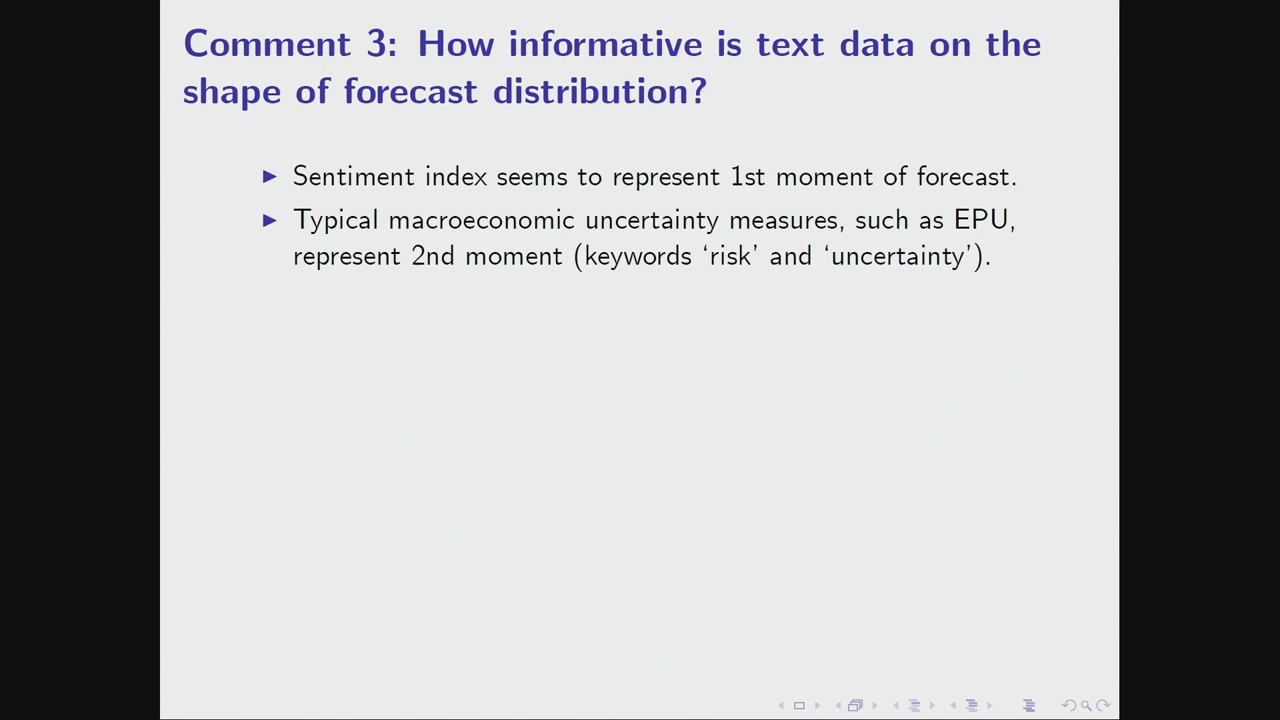 Comment 3: How informative is text data on the
shape of forecast distribution?
▶ Sentiment index seems to represent 1st moment of forecast.
▶ Typical macroeconomic uncertainty measures, such as EPU,
represent 2nd moment (keywords ‘risk’ and ‘uncertainty’).